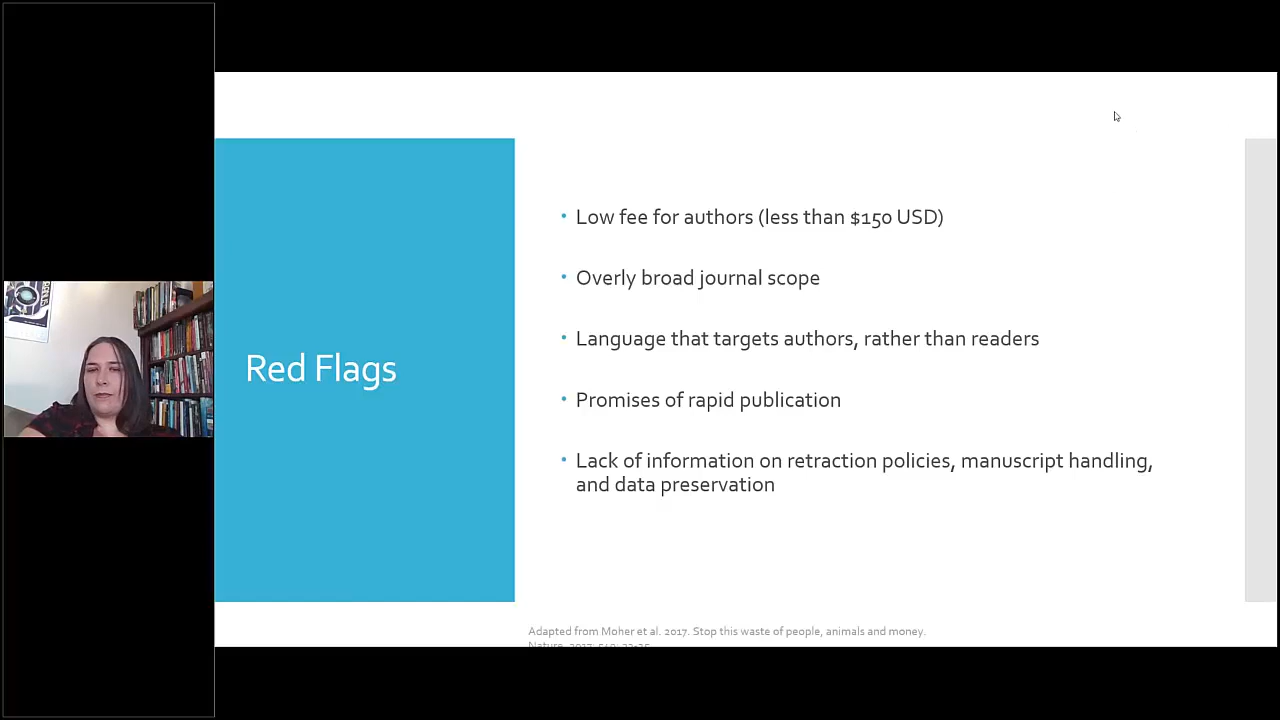 Red Flags
• Low fee for authors (less than $150 USD)
• Overly broad journal scope
• Language that targets authors, rather than readers
• Promises of rapid publication
• Lack of information on retraction policies, manuscript handling,
and data preservation
Adapted from Moher et al. 2017. Stop this waste of people, animals and money.
Nature. 2017;